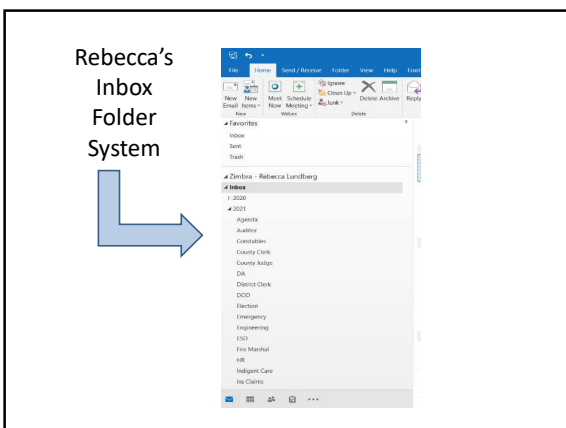 Rebecca's
Inbox
Folder
System
File Home Send / Receive Folder View Help
New Email
New Items
Meet Now
Schedule Meeting
Ignore
Clean Up
Junk
Delete
Archive
Reply
New
Webex
Delete
Favorites
Inbox
Sent
Trash
Zimbra - Rebecca Lundberg
Inbox
2020
2021
Agenda
Auditor
Constables
County Clerk
County Judge
DA
District Clerk
DOD
Election
Emergency
Engineering
ESD
Fire Marshal
HR
Indigent Care
Ins Claims